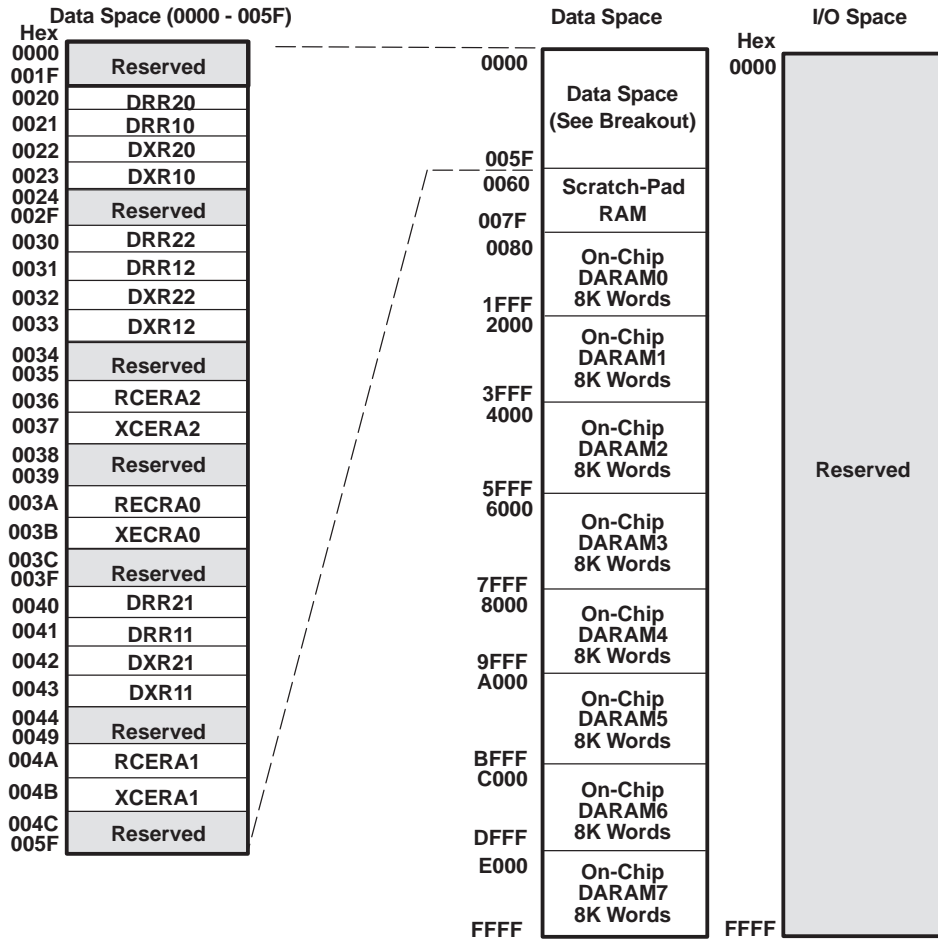 Data Space (0000 - 005F)
Hex
0000
001F
Reserved
0020
DRR20
0021
DRR10
0022
DXR20
0023
DXR10
0024
002F
Reserved
0030
DRR22
0031
DRR12
0032
DXR22
0033
DXR12
0034
0035
Reserved
0036
RCERA2
0037
XCERA2
0038
0039
Reserved
003A
RECRA0
003B
XECRA0
003C
003F
Reserved
0040
DRR21
0041
DRR11
0042
DXR21
0043
DXR11
0044
0049
Reserved
004A
RCERA1
004B
XCERA1
004C
005F
Reserved
Data Space
0000
Data Space
(See Breakout)
005F
0060
Scratch-Pad
RAM
007F
0080
On-Chip
DARAM0
8K Words
1FFF
2000
On-Chip
DARAM1
8K Words
3FFF
4000
On-Chip
DARAM2
8K Words
5FFF
6000
On-Chip
DARAM3
8K Words
7FFF
8000
On-Chip
DARAM4
8K Words
9FFF
A000
On-Chip
DARAM5
8K Words
BFFF
C000
On-Chip
DARAM6
8K Words
DFFF
E000
On-Chip
DARAM7
8K Words
FFFF
I/O Space
Hex
0000
Reserved
FFFF